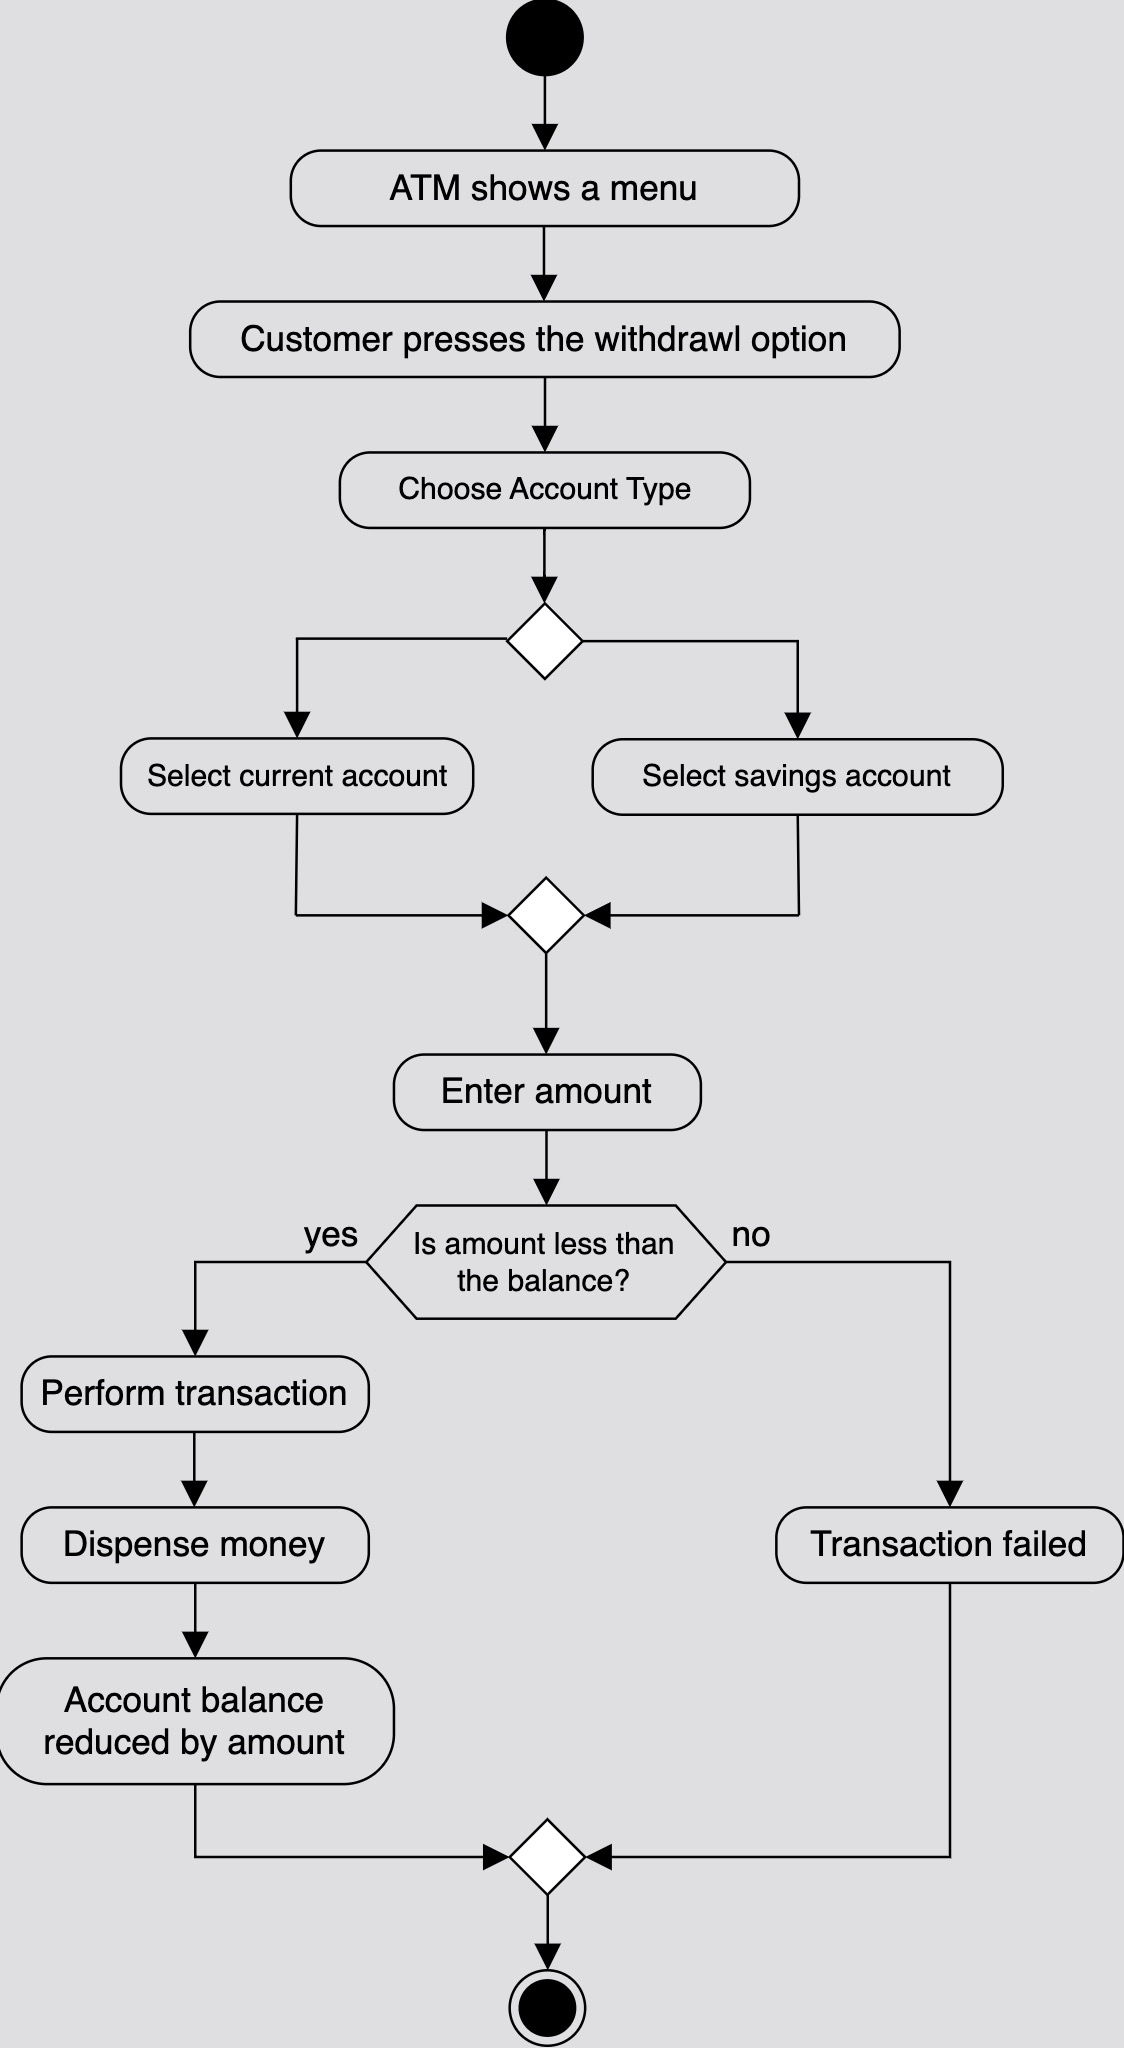 ATM shows a menu
Customer presses the withdrawl option
Choose Account Type
Select current account
Select savings account
Enter amount
yes
Is amount less than
the balance?
no
Perform transaction
Dispense money
Transaction failed
Account balance
reduced by amount